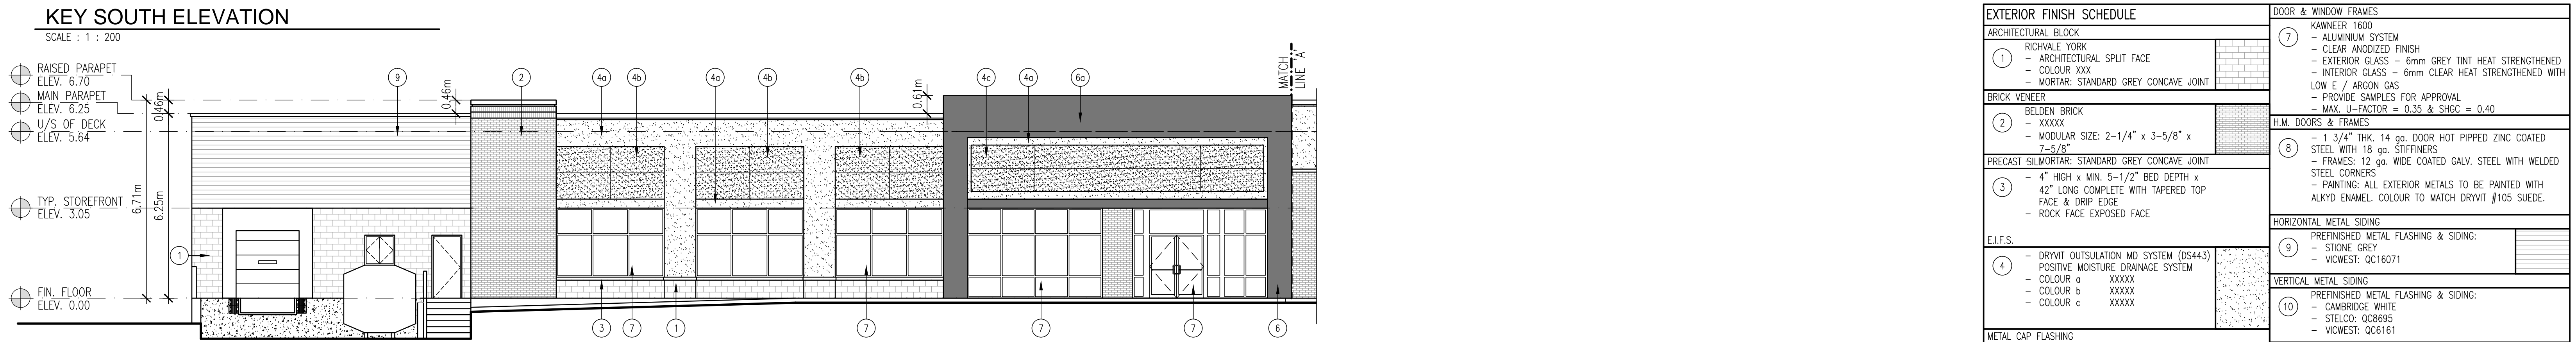 KEY SOUTH ELEVATION
SCALE : 1 : 200
RAISED PARAPET
ELEV. 6.70
MAIN PARAPET
ELEV. 6.25
U/S OF DECK
ELEV. 5.64
TYP. STOREFRONT
ELEV. 3.05
FIN. FLOOR
ELEV. 0.00
6.71m
0.46m
6.25m
9
0.46m
2
4a
4b
4a
4b
4b
0.61m
4c
4a
6a
MATCH
LINE 'A'
1
3
7
1
7
7
7
6
EXTERIOR FINISH SCHEDULE
ARCHITECTURAL BLOCK
1
RICHVALE YORK
- ARCHITECTURAL SPLIT FACE
- COLOUR XXX
- MORTAR: STANDARD GREY CONCAVE JOINT
BRICK VENEER
2
BELDEN BRICK
- XXXXX
- MODULAR SIZE: 2-1/4" x 3-5/8" x
7-5/8"
- MORTAR: STANDARD GREY CONCAVE JOINT
PRECAST SILL
3
- 4" HIGH x MIN. 5-1/2" BED DEPTH x
42" LONG COMPLETE WITH TAPERED TOP
FACE & DRIP EDGE
- ROCK FACE EXPOSED FACE
E.I.F.S.
4
- DRYVIT OUTSULATION MD SYSTEM (DS443)
POSITIVE MOISTURE DRAINAGE SYSTEM
- COLOUR a XXXXX
- COLOUR b XXXXX
- COLOUR c XXXXX
METAL CAP FLASHING
DOOR & WINDOW FRAMES
7
KAWNEER 1600
- ALUMINIUM SYSTEM
- CLEAR ANODIZED FINISH
- EXTERIOR GLASS - 6mm GREY TINT HEAT STRENGTHENED
- INTERIOR GLASS - 6mm CLEAR HEAT STRENGTHENED WITH
LOW E / ARGON GAS
- PROVIDE SAMPLES FOR APPROVAL
- MAX. U-FACTOR = 0.35 & SHGC = 0.40
H.M. DOORS & FRAMES
8
- 1 3/4" THK. 14 ga. DOOR HOT PIPPED ZINC COATED
STEEL WITH 18 ga. STIFFINERS
- FRAMES: 12 ga. WIDE COATED GALV. STEEL WITH WELDED
STEEL CORNERS
- PAINTING: ALL EXTERIOR METALS TO BE PAINTED WITH
ALKYD ENAMEL. COLOUR TO MATCH DRYVIT #105 SUEDE.
HORIZONTAL METAL SIDING
9
PREFINISHED METAL FLASHING & SIDING:
- STIONE GREY
- VICWEST: QC16071
VERTICAL METAL SIDING
10
PREFINISHED METAL FLASHING & SIDING:
- CAMBRIDGE WHITE
- STELCO: QC8695
- VICWEST: QC6161